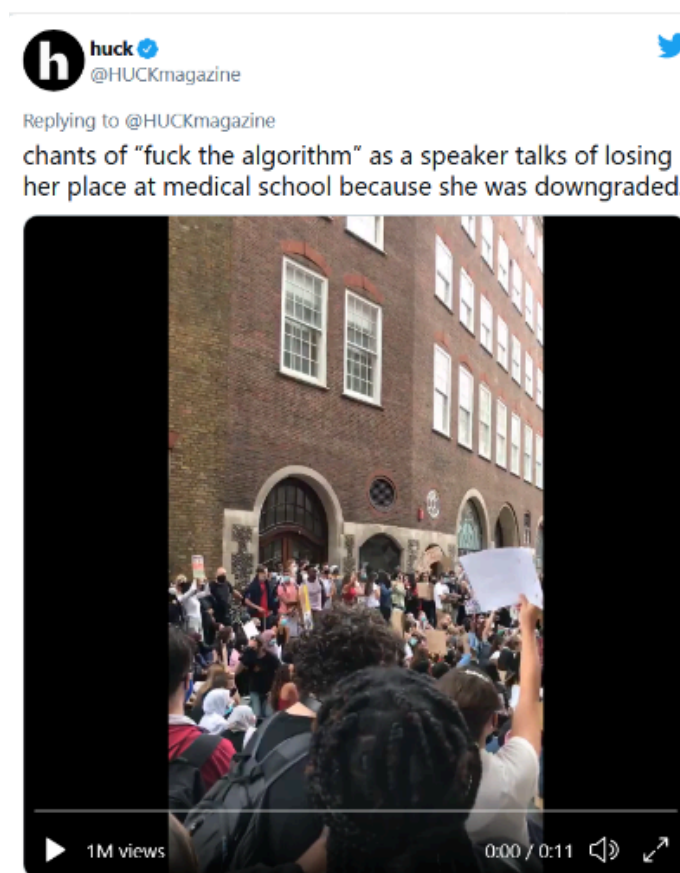 h
huck
@HUCKmagazine
Replying to @HUCKmagazine
chants of “fuck the algorithm” as a speaker talks of losing
her place at medical school because she was downgraded
1M views
0:00 / 0:11